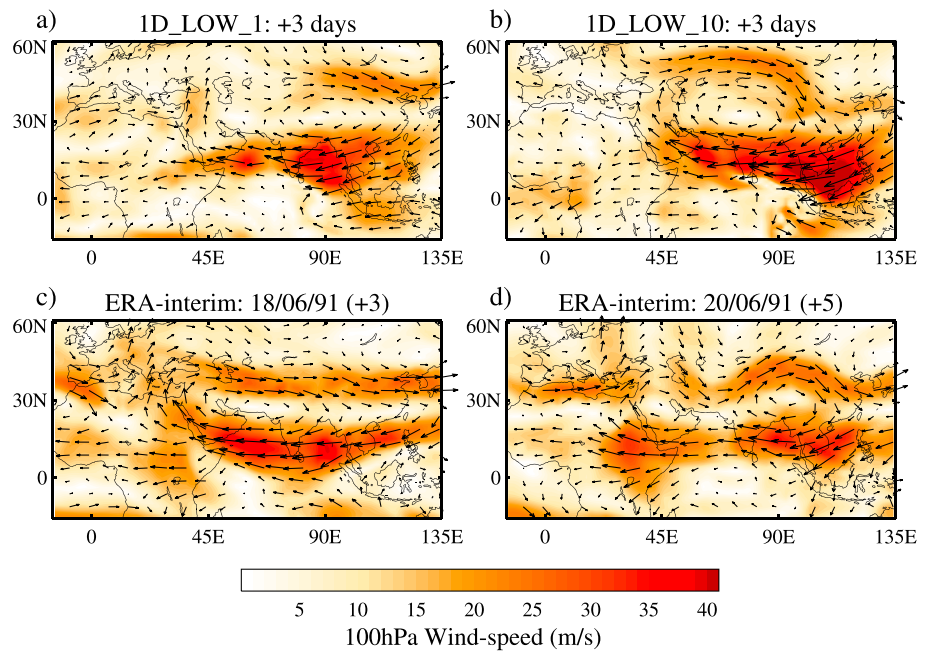 a) 1D_LOW_1: +3 days
b) 1D_LOW_10: +3 days
60N
30N
0
0 45E 90E 135E
60N
30N
0
0 45E 90E 135E
c) ERA-interim: 18/06/91 (+3)
d) ERA-interim: 20/06/91 (+5)
60N
30N
0
0 45E 90E 135E
60N
30N
0
0 45E 90E 135E
5 10 15 20 25 30 35 40
100hPa Wind-speed (m/s)